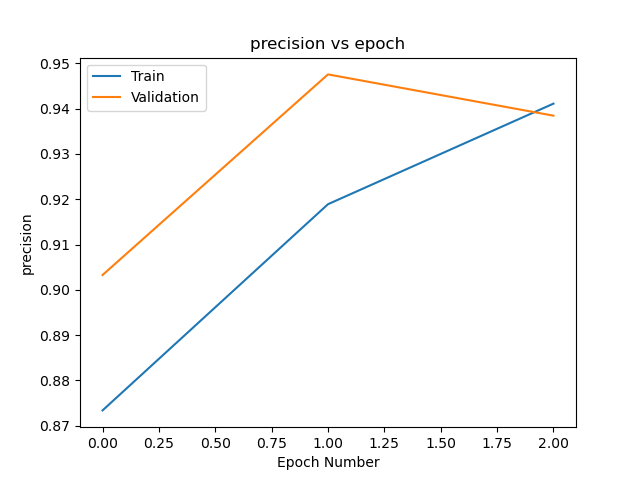 precision vs epoch
Train
Validation
precision
0.95
0.94
0.93
0.92
0.91
0.90
0.89
0.88
0.87
0.00 0.25 0.50 0.75 1.00 1.25 1.50 1.75 2.00
Epoch Number